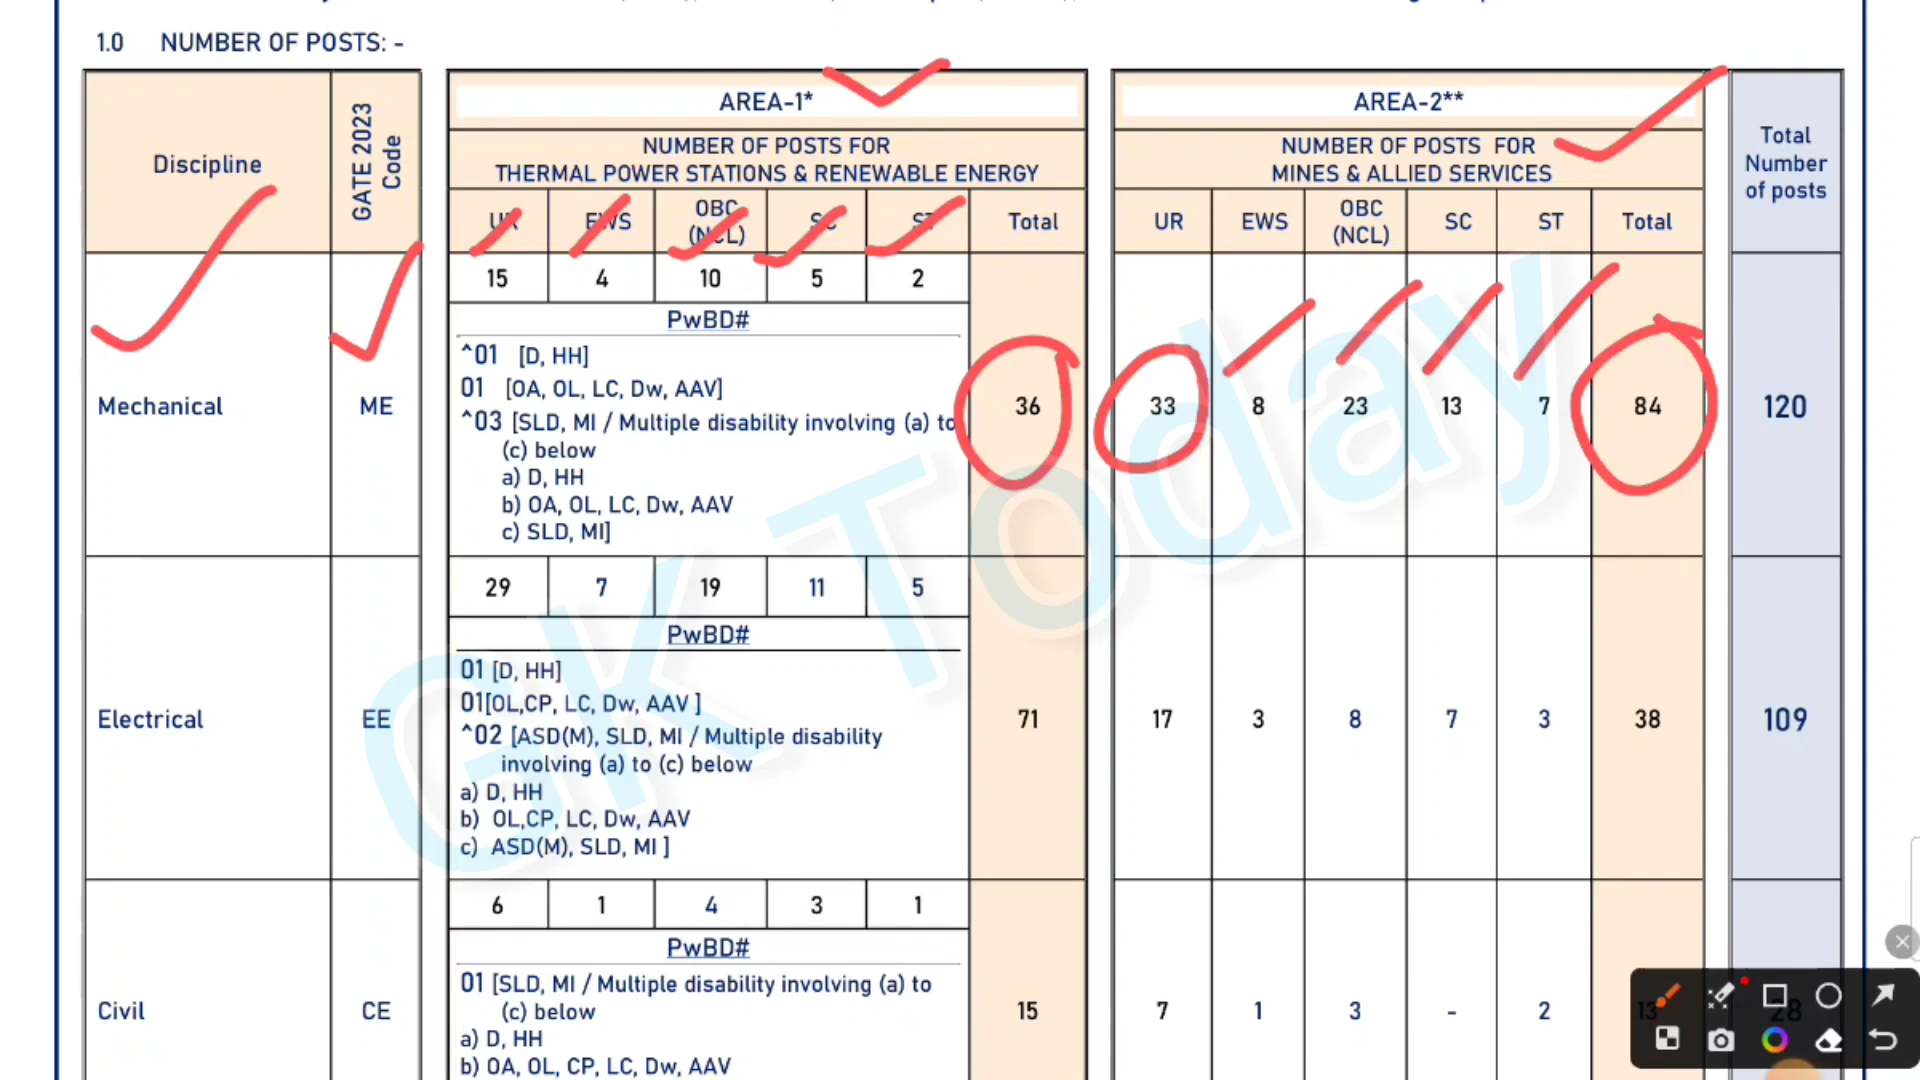 1.0 NUMBER OF POSTS: -
Discipline
GATE 2023 Code
AREA-1*
NUMBER OF POSTS FOR
THERMAL POWER STATIONS & RENEWABLE ENERGY
UR EWS OBC (NCL) SC ST Total
AREA-2**
NUMBER OF POSTS FOR
MINES & ALLIED SERVICES
UR EWS OBC (NCL) SC ST Total
Total Number of posts
Mechanical ME
15 4 10 5 2
PwBD#
^01 [D, HH]
01 [OA, OL, LC, Dw, AAV]
^03 [SLD, MI / Multiple disability involving (a) to
(c) below
a) D, HH
b) OA, OL, LC, Dw, AAV
c) SLD, MI]
36 33 8 23 13 7 84 120
Electrical EE
29 7 19 11 5
PwBD#
01 [D, HH]
01[OL,CP, LC, Dw, AAV ]
^02 [ASD(M), SLD, MI / Multiple disability
involving (a) to (c) below
a) D, HH
b) OL,CP, LC, Dw, AAV
c) ASD(M), SLD, MI ]
71 17 3 8 7 3 38 109
Civil CE
6 1 4 3 1
PwBD#
01 [SLD, MI / Multiple disability involving (a) to
(c) below
a) D, HH
b) OA, OL, CP, LC, Dw, AAV
15 7 1 3 - 2 13 28
GK Today